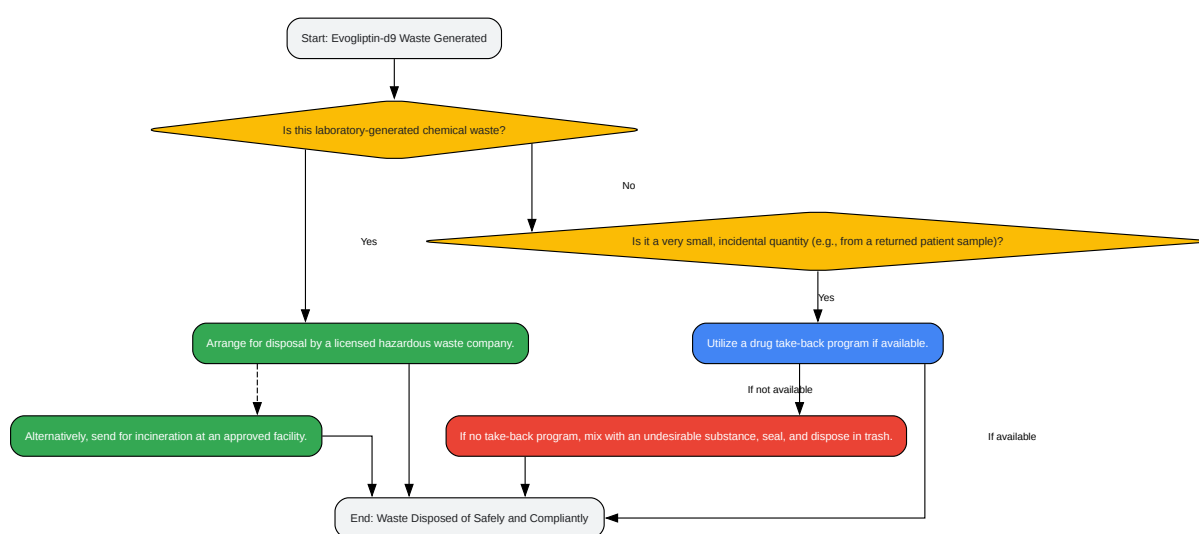 Start: Evogliptin-d9 Waste Generated
Is this laboratory-generated chemical waste?
No
Yes
Is it a very small, incidental quantity (e.g., from a returned patient sample)?
Yes
Arrange for disposal by a licensed hazardous waste company.
Utilize a drug take-back program if available.
If not available
Alternatively, send for incineration at an approved facility.
If no take-back program, mix with an undesirable substance, seal, and dispose in trash.
If available
End: Waste Disposed of Safely and Compliantly